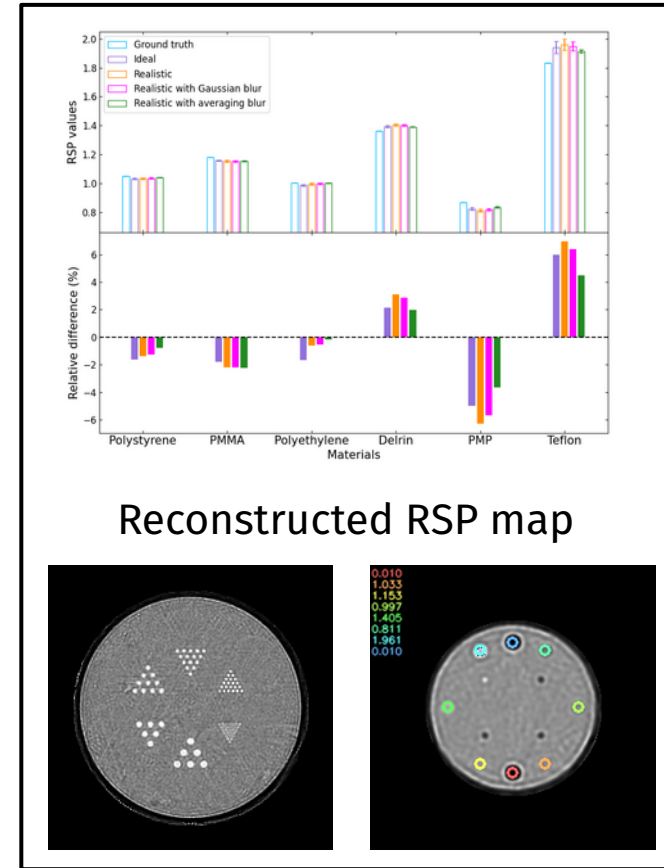 2.0
1.8
1.6
1.4
1.2
1.0
0.8
RSP values
Ground truth
Ideal
Realistic
Realistic with Gaussian blur
Realistic with averaging blur
6
4
2
0
−2
−4
−6
Relative difference (%)
Polystyrene PMMA Polyethylene Delrin PMP Teflon
Materials
Reconstructed RSP map
0.010
1.033
1.153
0.997
1.405
0.811
1.961
0.010